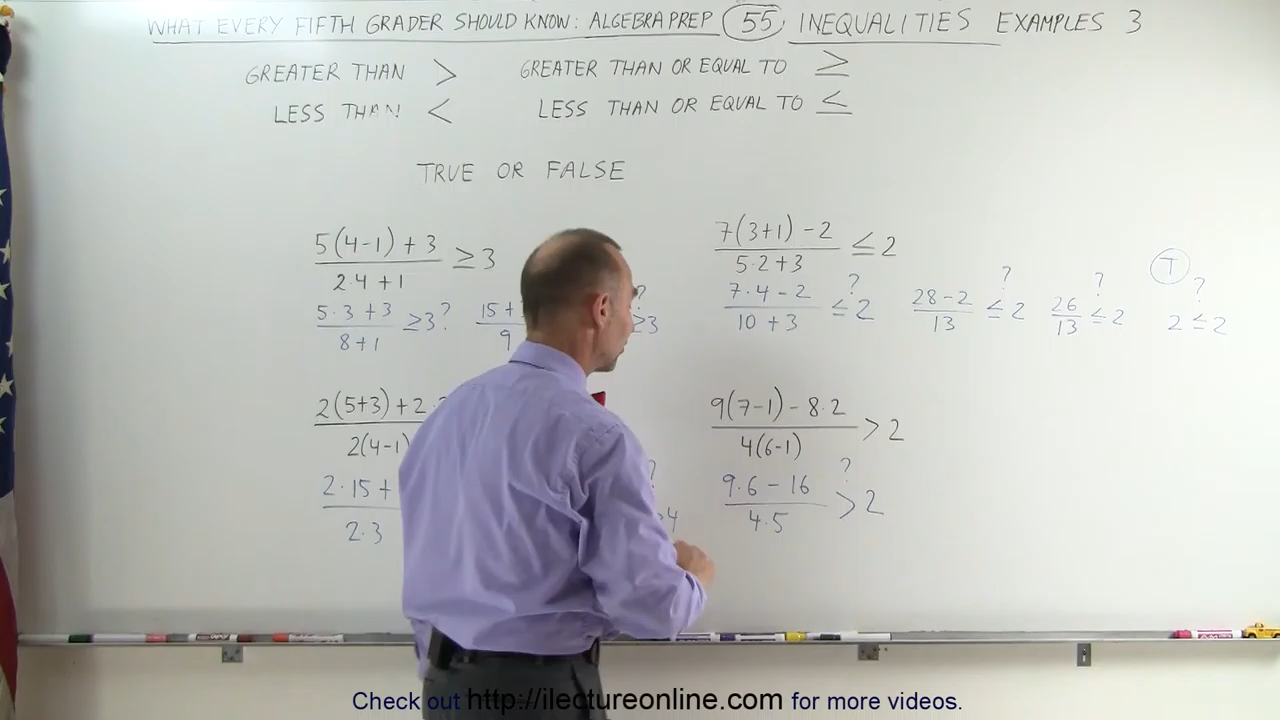 WHAT EVERY FIFTH GRADER SHOULD KNOW: ALGEBRA PREP 55 INEQUALITIES EXAMPLES 3
GREATER THAN > GREATER THAN OR EQUAL TO ≥
LESS THAN < LESS THAN OR EQUAL TO ≤
TRUE OR FALSE
5(4-1) + 3 / 2·4 + 1 ≥ 3
5·3 + 3 / 8 + 1 ≥ 3? 15 + / 9 ? ≥3
7(3+1) - 2 / 5·2 + 3 ≤ 2
7·4 - 2 / 10 + 3 ≤ 2 ? 28 - 2 / 13 ≤ 2 ? 26 / 13 ≤ 2 ? 2 ≤ 2 ? T
2(5+3) + 2· / 2(4-1)
2·15 + / 2·3 ? >4
9(7-1) - 8·2 / 4(6-1) > 2
9·6 - 16 / 4·5 > 2 ?
Check out http://ilectureonline.com for more videos.